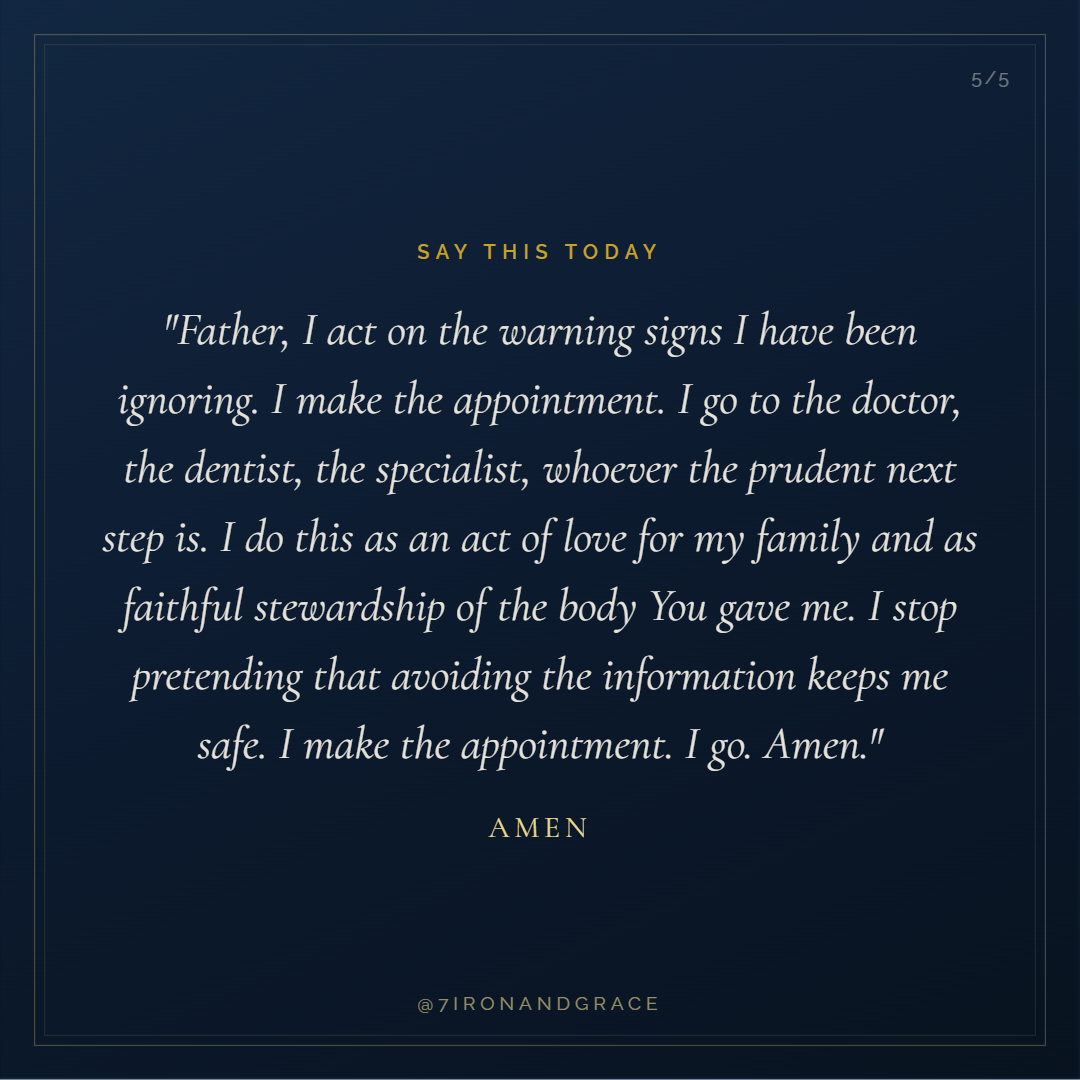 5/5
SAY THIS TODAY
"Father, I act on the warning signs I have been
ignoring. I make the appointment. I go to the doctor,
the dentist, the specialist, whoever the prudent next
step is. I do this as an act of love for my family and as
faithful stewardship of the body You gave me. I stop
pretending that avoiding the information keeps me
safe. I make the appointment. I go. Amen."
AMEN
@7IRONANDGRACE